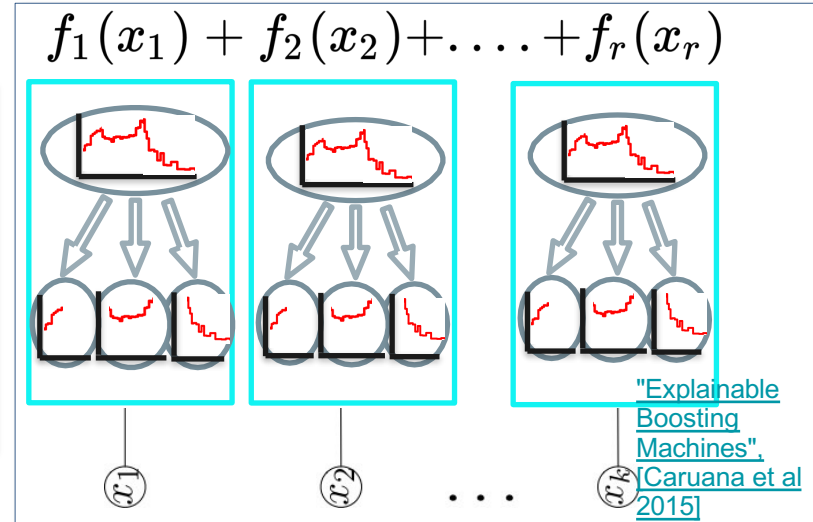 f₁(x₁) + f₂(x₂)+....+fᵣ(xᵣ)
x₁ x₂ ... xₖ
"Explainable
Boosting
Machines",
[Caruana et al
2015]